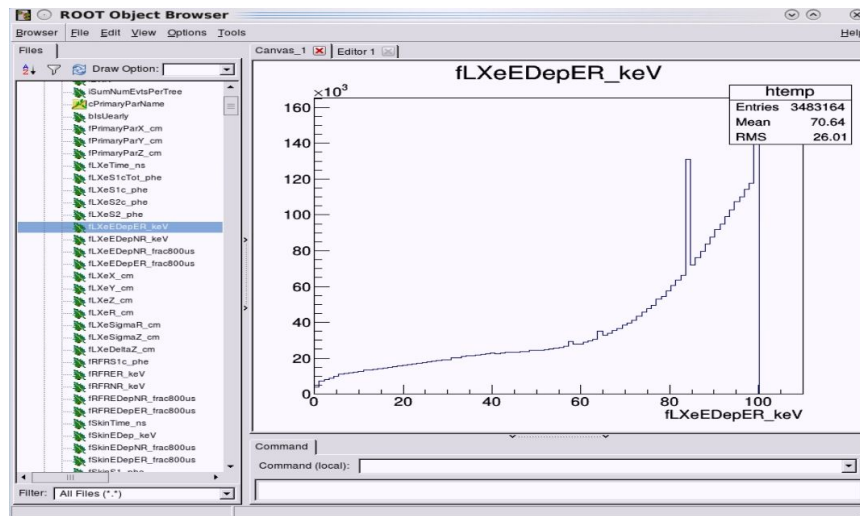 ROOT Object Browser
Browser File Edit View Options Tools
Help
Files
Draw Option:
iSumNumEvtsPerTree
cPrimaryParName
bIsUearly
fPrimaryParX_cm
fPrimaryParY_cm
fPrimaryParZ_cm
fLXeTime_ns
fLXeS1cTot_phe
fLXeS1c_phe
fLXeS2c_phe
fLXeS2_phe
fLXeEDepER_keV
fLXeEDepNR_keV
fLXeEDepNR_frac800us
fLXeEDepER_frac800us
fLXeX_cm
fLXeY_cm
fLXeZ_cm
fLXeR_cm
fLXeSigmaR_cm
fLXeSigmaZ_cm
fLXeDeltaZ_cm
fRFRS1c_phe
fRFRER_keV
fRFRNR_keV
fRFREDepNR_frac800us
fRFREDepER_frac800us
fSkinTime_ns
fSkinEDep_keV
fSkinEDepNR_frac800us
fSkinEDepER_frac800us
fSkinS1_phe
Filter: All Files (*.*)
Canvas_1 Editor 1
fLXeEDepER_keV
×10³
160
140
120
100
80
60
40
20
0
0 20 40 60 80 100
fLXeEDepER_keV
htemp
Entries 3483164
Mean 70.64
RMS 26.01
Command
Command (local):